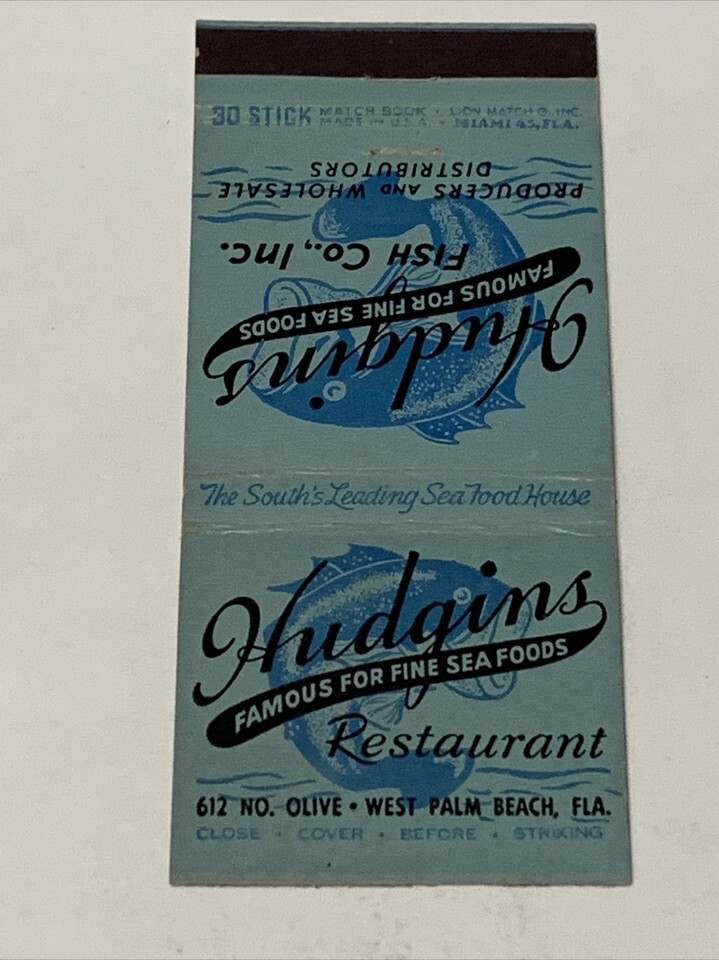 30 STICK MATCH BOOK • LION MATCH CO., INC.
MADE IN U.S.A. • MIAMI 45, FLA.
Hudgins
FAMOUS FOR FINE SEA FOODS
FISH CO., INC.
PRODUCERS AND WHOLESALE
DISTRIBUTORS
The South's Leading Sea Food House
Hudgins
FAMOUS FOR FINE SEA FOODS
Restaurant
612 NO. OLIVE • WEST PALM BEACH, FLA.
CLOSE • COVER • BEFORE • STRIKING